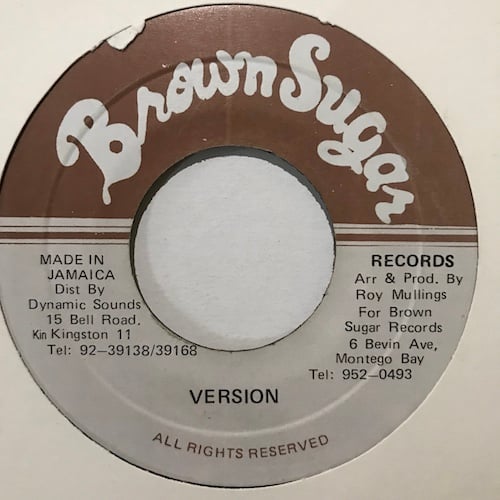 Brown Sugar
MADE IN
JAMAICA
Dist By
Dynamic Sounds
15 Bell Road.
Kin Kingston 11
Tel: 92-39138/39168
RECORDS
Arr & Prod. By
Roy Mullings
For Brown
Sugar Records
6 Bevin Ave,
Montego Bay
Tel: 952-0493
VERSION
ALL RIGHTS RESERVED